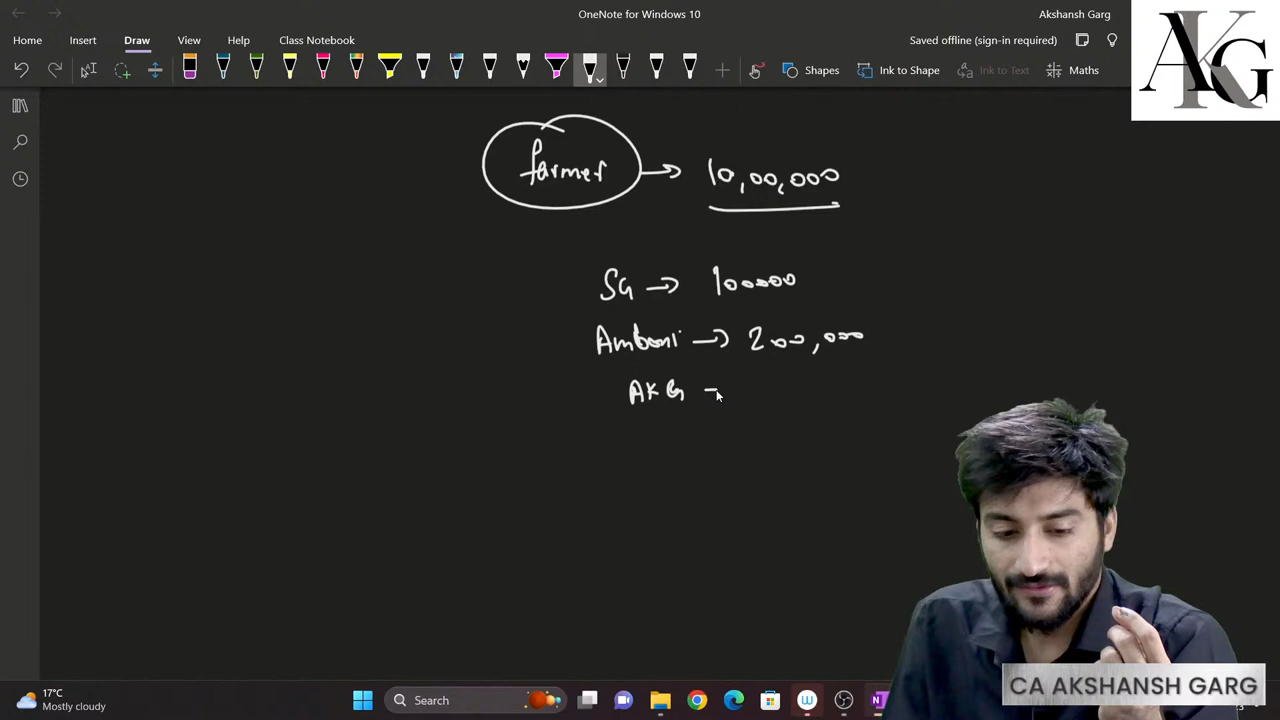 OneNote for Windows 10
Akshansh Garg
Home Insert Draw View Help Class Notebook
Saved offline (sign-in required)
Shapes Ink to Shape Ink to Text Maths
AKG
farmer → 10,00,000
SG → 100000
Ambani → 200,000
AKG -
CA AKSHANSH GARG
17°C
Mostly cloudy
Search